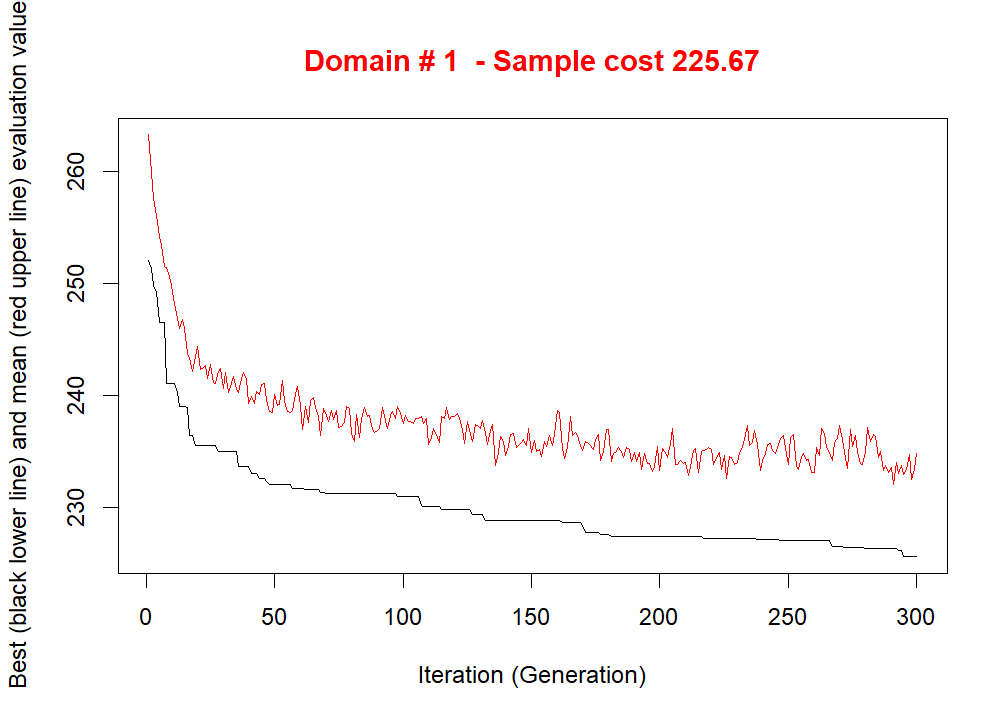 Domain # 1  - Sample cost 225.67
Best (black lower line) and mean (red upper line) evaluation value
260
250
240
230
0 50 100 150 200 250 300
Iteration (Generation)